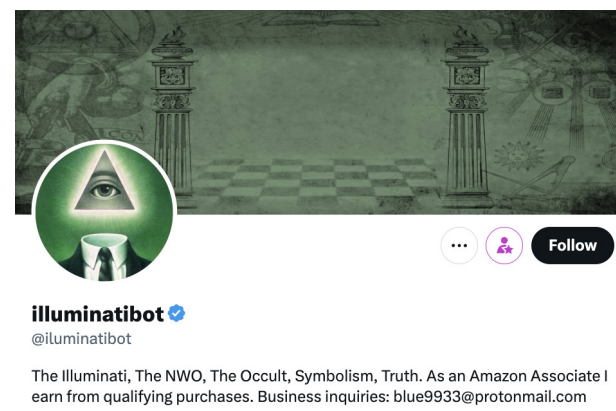 Follow
illuminatibot
@iluminatibot
The Illuminati, The NWO, The Occult, Symbolism, Truth. As an Amazon Associate I
earn from qualifying purchases. Business inquiries: blue9933@protonmail.com